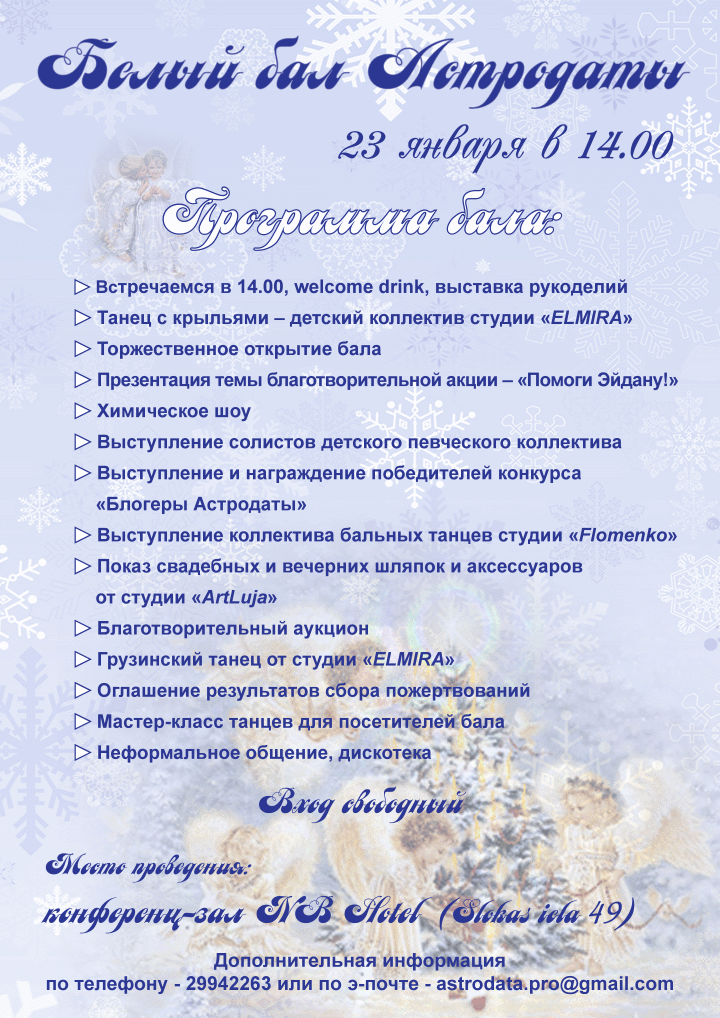 Белый бал Астродаты
23 января в 14.00
Программа бала:
Встречаемся в 14.00, welcome drink, выставка рукоделий
Танец с крыльями – детский коллектив студии «ELMIRA»
Торжественное открытие бала
Презентация темы благотворительной акции – «Помоги Эйдану!»
Химическое шоу
Выступление солистов детского певческого коллектива
Выступление и награждение победителей конкурса
«Блогеры Астродаты»
Выступление коллектива бальных танцев студии «Flomenko»
Показ свадебных и вечерних шляпок и аксессуаров
от студии «ArtLuja»
Благотворительный аукцион
Грузинский танец от студии «ELMIRA»
Оглашение результатов сбора пожертвований
Мастер-класс танцев для посетителей бала
Неформальное общение, дискотека
Вход свободный
Место проведения:
конференц-зал NB Hotel (Slokas iela 49)
Дополнительная информация
по телефону - 29942263 или по э-почте - astrodata.pro@gmail.com